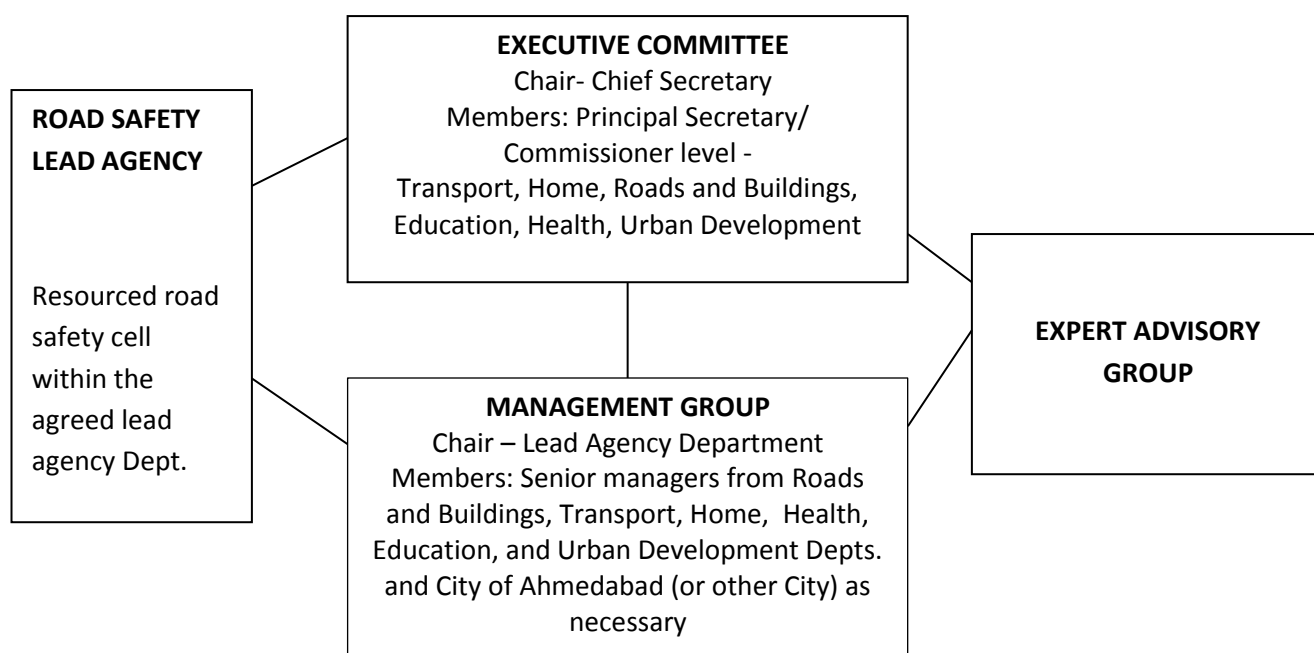 ROAD SAFETY
LEAD AGENCY
Resourced road
safety cell
within the
agreed lead
agency Dept.
EXECUTIVE COMMITTEE
Chair- Chief Secretary
Members: Principal Secretary/
Commissioner level -
Transport, Home, Roads and Buildings,
Education, Health, Urban Development
MANAGEMENT GROUP
Chair – Lead Agency Department
Members: Senior managers from Roads
and Buildings, Transport, Home, Health,
Education, and Urban Development Depts.
and City of Ahmedabad (or other City) as
necessary
EXPERT ADVISORY
GROUP